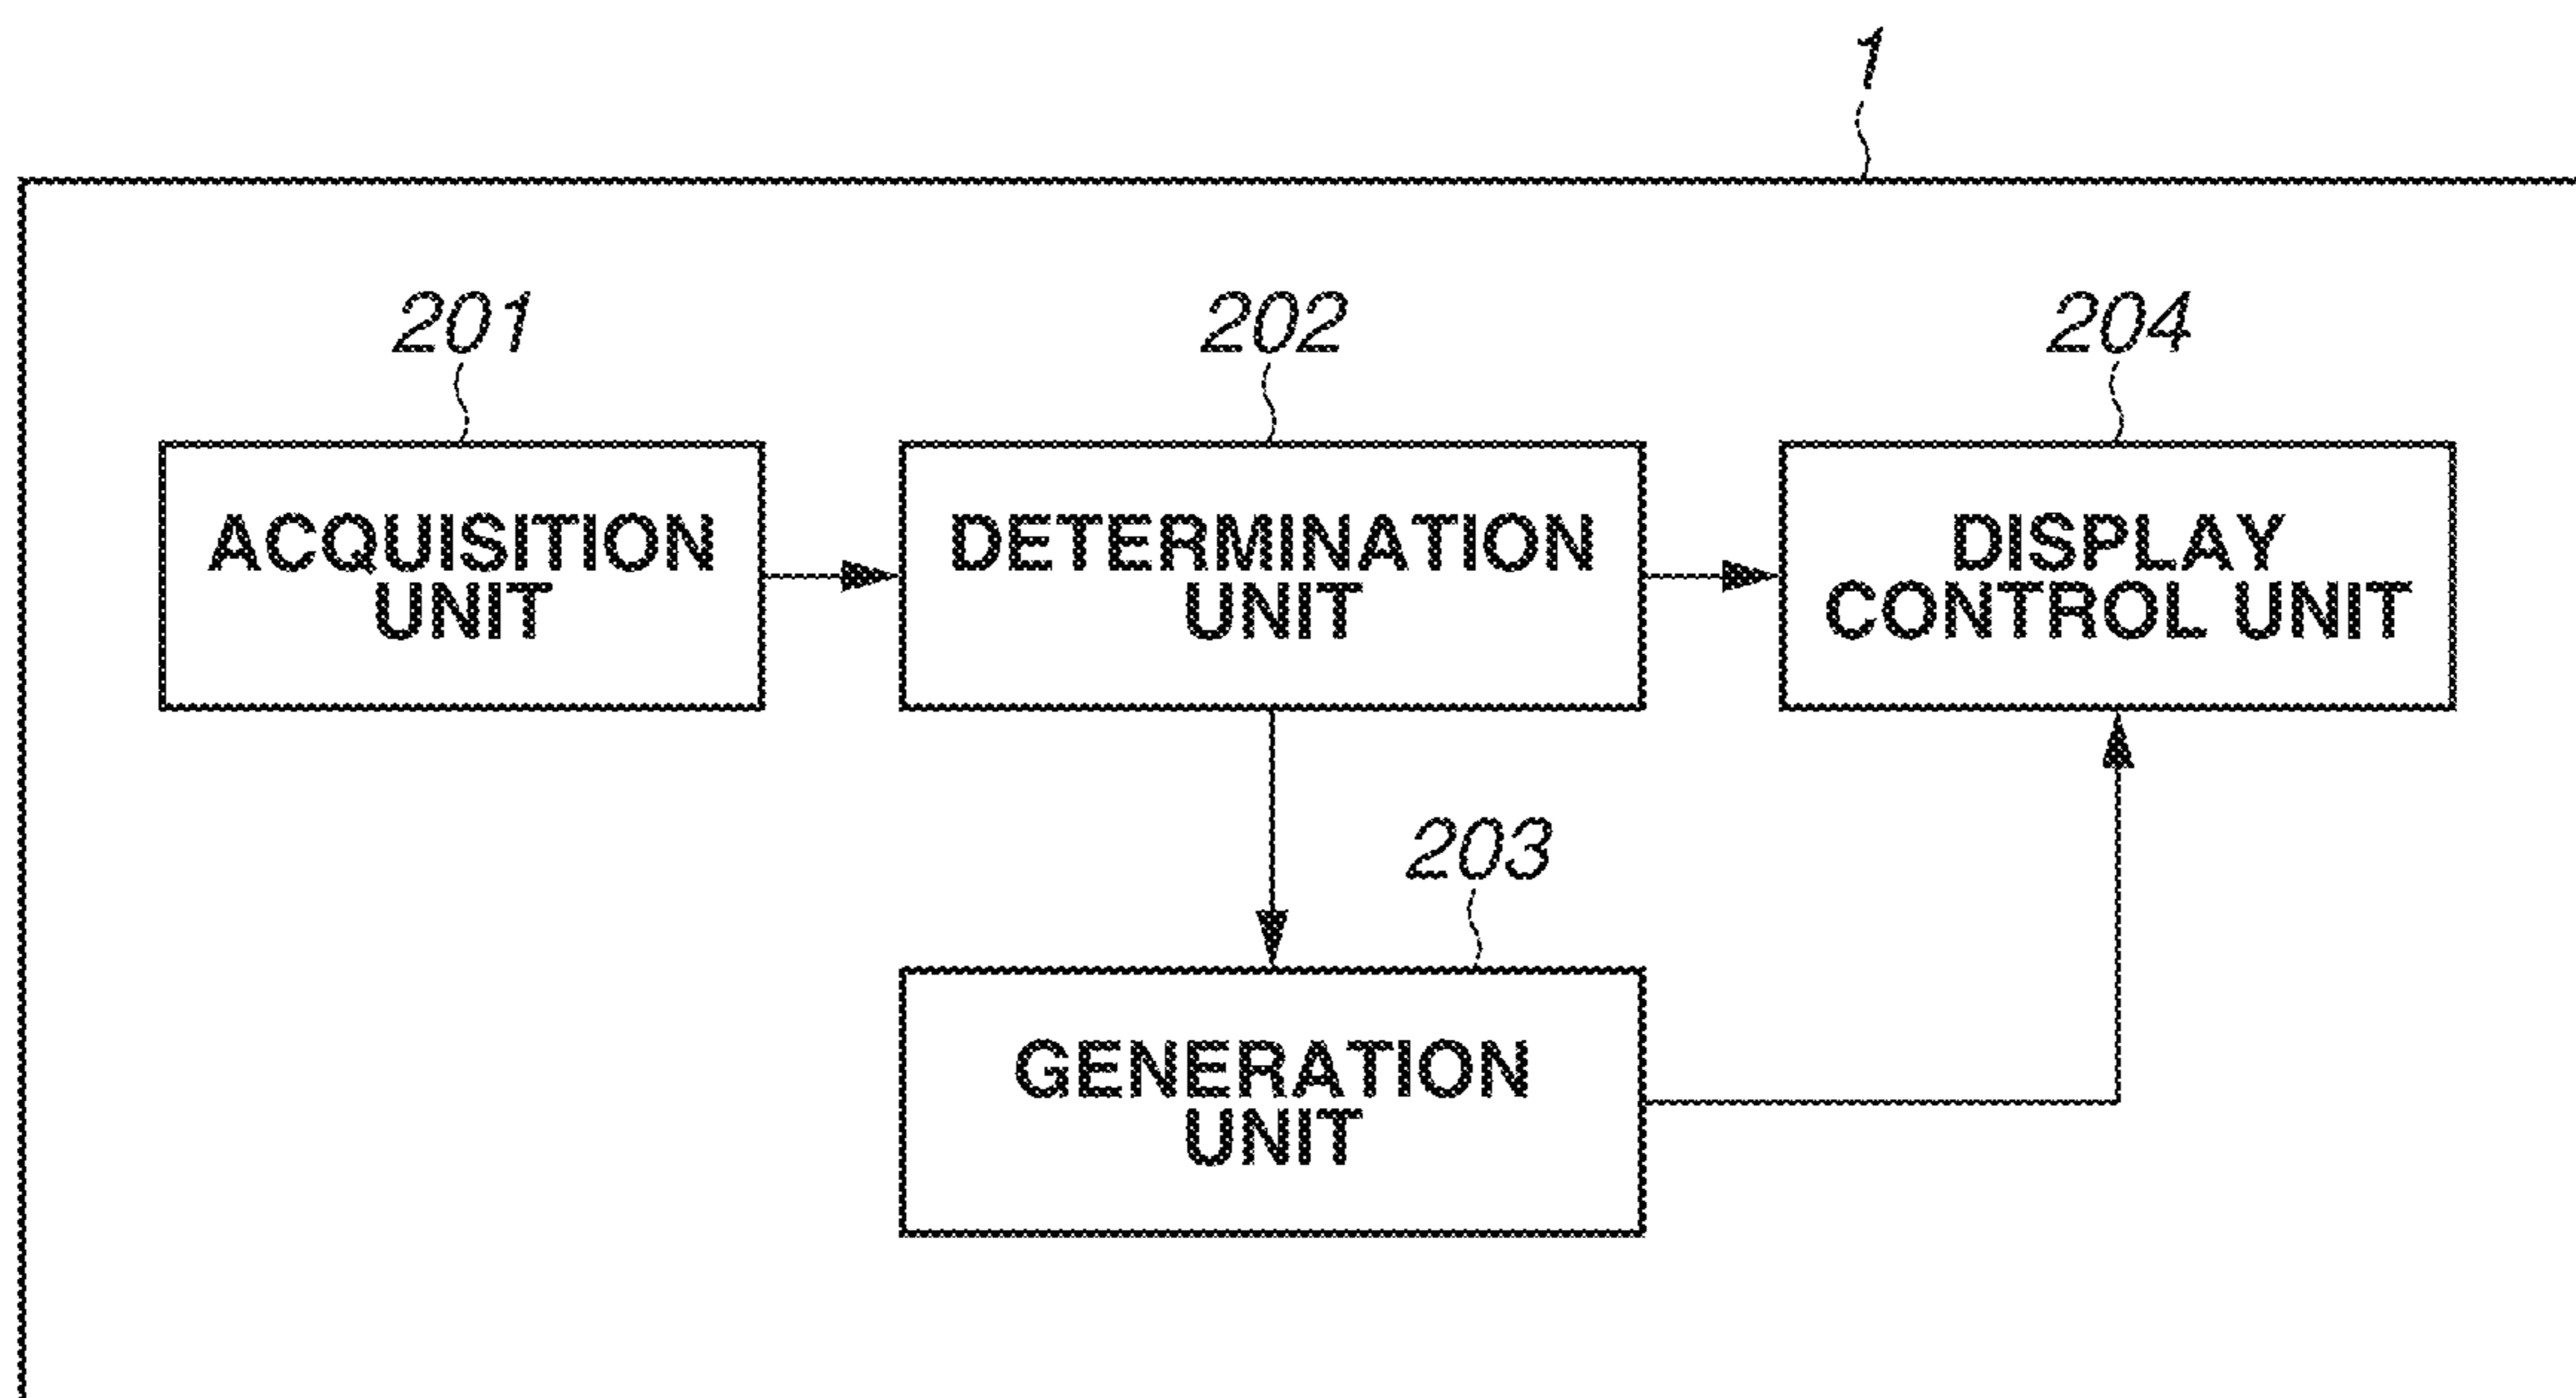 1
201
202
204
ACQUISITION
UNIT
DETERMINATION
UNIT
DISPLAY
CONTROL UNIT
203
GENERATION
UNIT